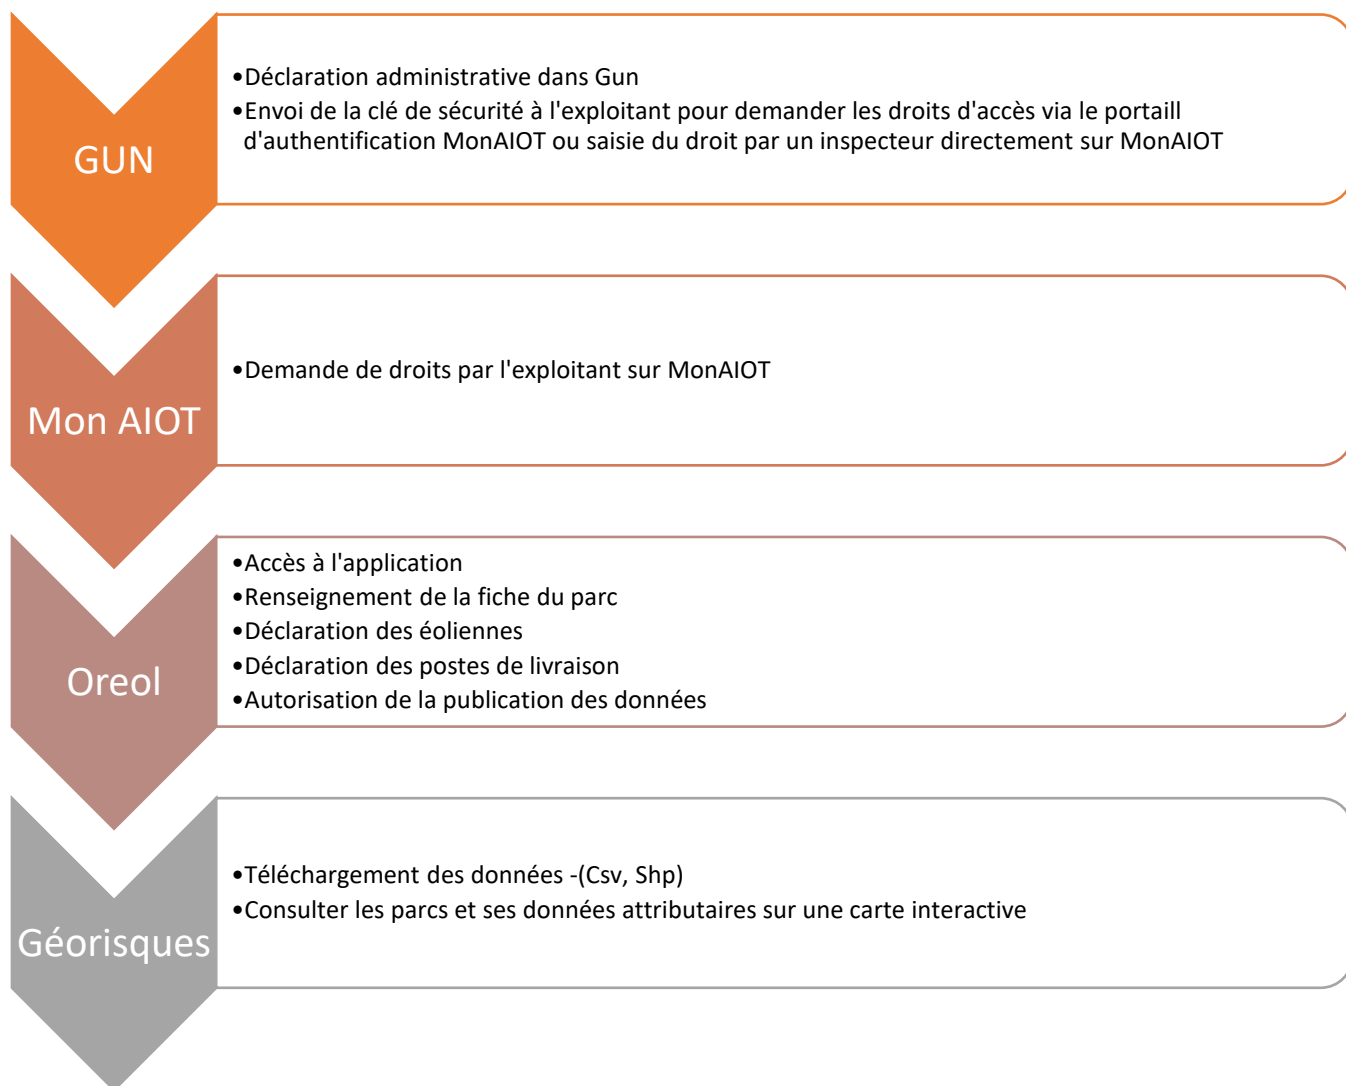 GUN
•Déclaration administrative dans Gun
•Envoi de la clé de sécurité à l'exploitant pour demander les droits d'accès via le portaill
d'authentification MonAIOT ou saisie du droit par un inspecteur directement sur MonAIOT
Mon AIOT
•Demande de droits par l'exploitant sur MonAIOT
Oreol
•Accès à l'application
•Renseignement de la fiche du parc
•Déclaration des éoliennes
•Déclaration des postes de livraison
•Autorisation de la publication des données
Géorisques
•Téléchargement des données -(Csv, Shp)
•Consulter les parcs et ses données attributaires sur une carte interactive